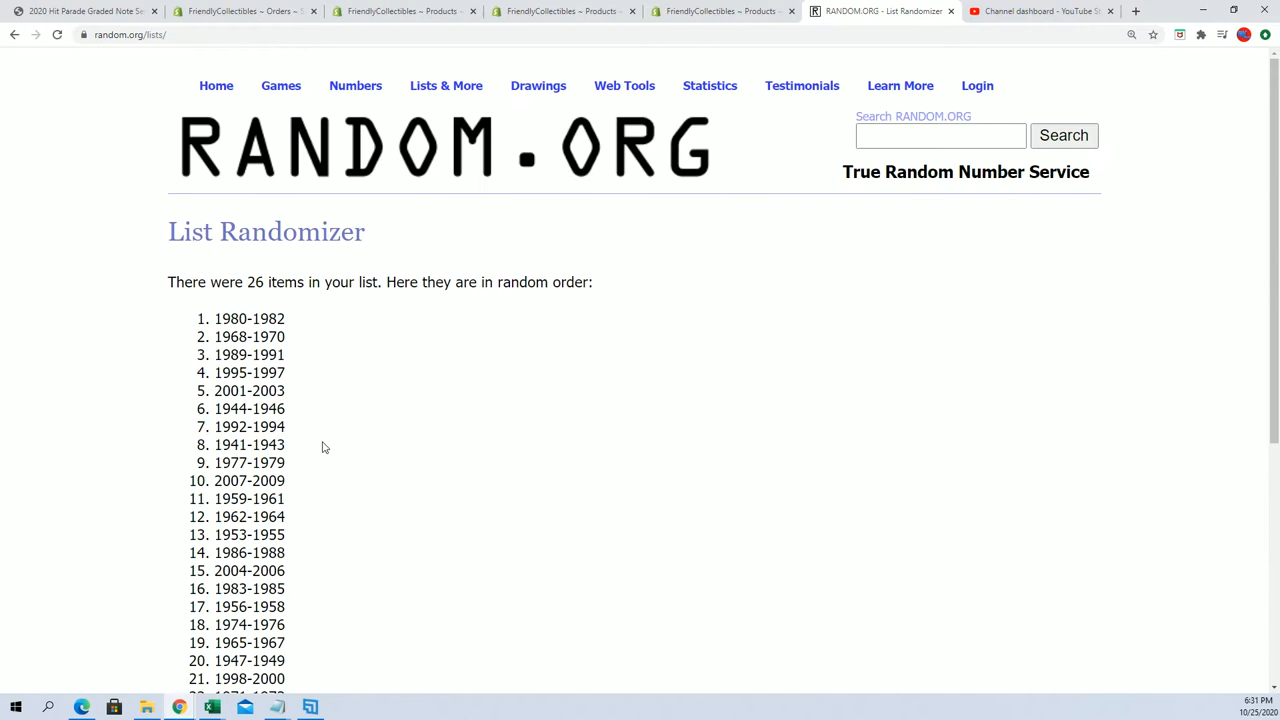 2020 Hit Parade Graded Note Se
FriendlyCollectibles ~ Orders ~ S
FriendlyCollectibles ~ Products ~
FriendlyCollectibles ~ Products ~
FriendlyCollectibles ~ Products ~
RANDOM.ORG - List Randomizer
Channel dashboard - YouTube St
random.org/lists/
Home Games Numbers Lists & More Drawings Web Tools Statistics Testimonials Learn More Login
RANDOM.ORG
Search RANDOM.ORG
Search
True Random Number Service
List Randomizer
There were 26 items in your list. Here they are in random order:
1. 1980-1982
2. 1968-1970
3. 1989-1991
4. 1995-1997
5. 2001-2003
6. 1944-1946
7. 1992-1994
8. 1941-1943
9. 1977-1979
10. 2007-2009
11. 1959-1961
12. 1962-1964
13. 1953-1955
14. 1986-1988
15. 2004-2006
16. 1983-1985
17. 1956-1958
18. 1974-1976
19. 1965-1967
20. 1947-1949
21. 1998-2000
6:31 PM
10/25/2020